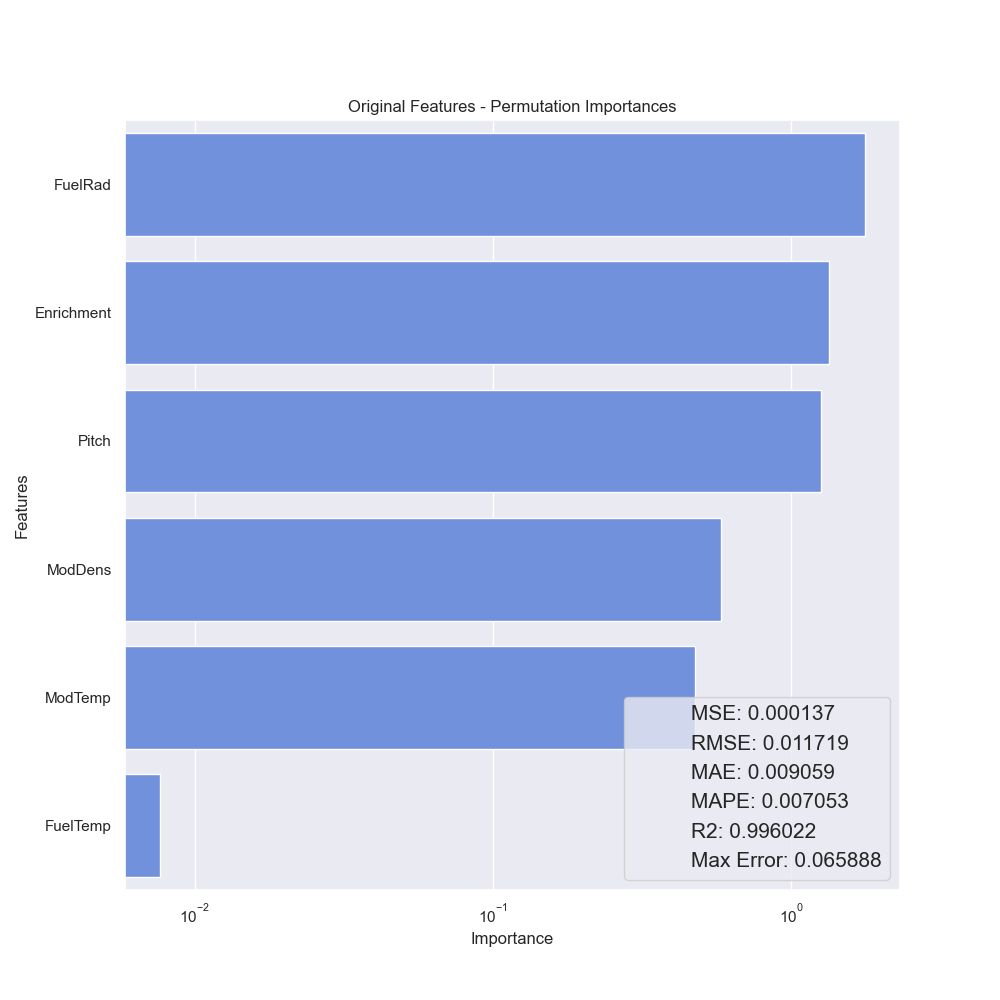 Original Features - Permutation Importances
FuelRad
Enrichment
Pitch
ModDens
ModTemp
FuelTemp
Features
MSE: 0.000137
RMSE: 0.011719
MAE: 0.009059
MAPE: 0.007053
R2: 0.996022
Max Error: 0.065888
10⁻² 10⁻¹ 10⁰
Importance